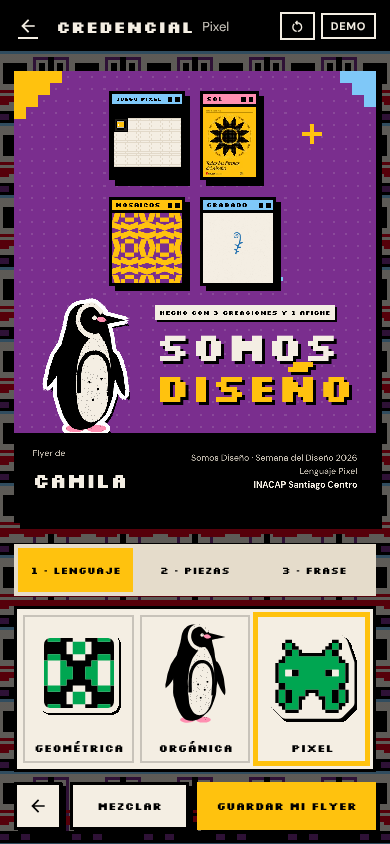 CREDENCIAL Pixel
DEMO
JUEGO PIXEL
SOL
MOSAICOS
GRABADO
HECHO CON 3 CREACIONES Y 1 AFICHE
SOMOS
DISEÑO
Flyer de
CAMILA
Somos Diseño · Semana del Diseño 2026
Lenguaje Pixel
INACAP Santiago Centro
1 · LENGUAJE
2 · PIEZAS
3 · FRASE
GEOMÉTRICA
ORGÁNICA
PIXEL
MEZCLAR
GUARDAR MI FLYER